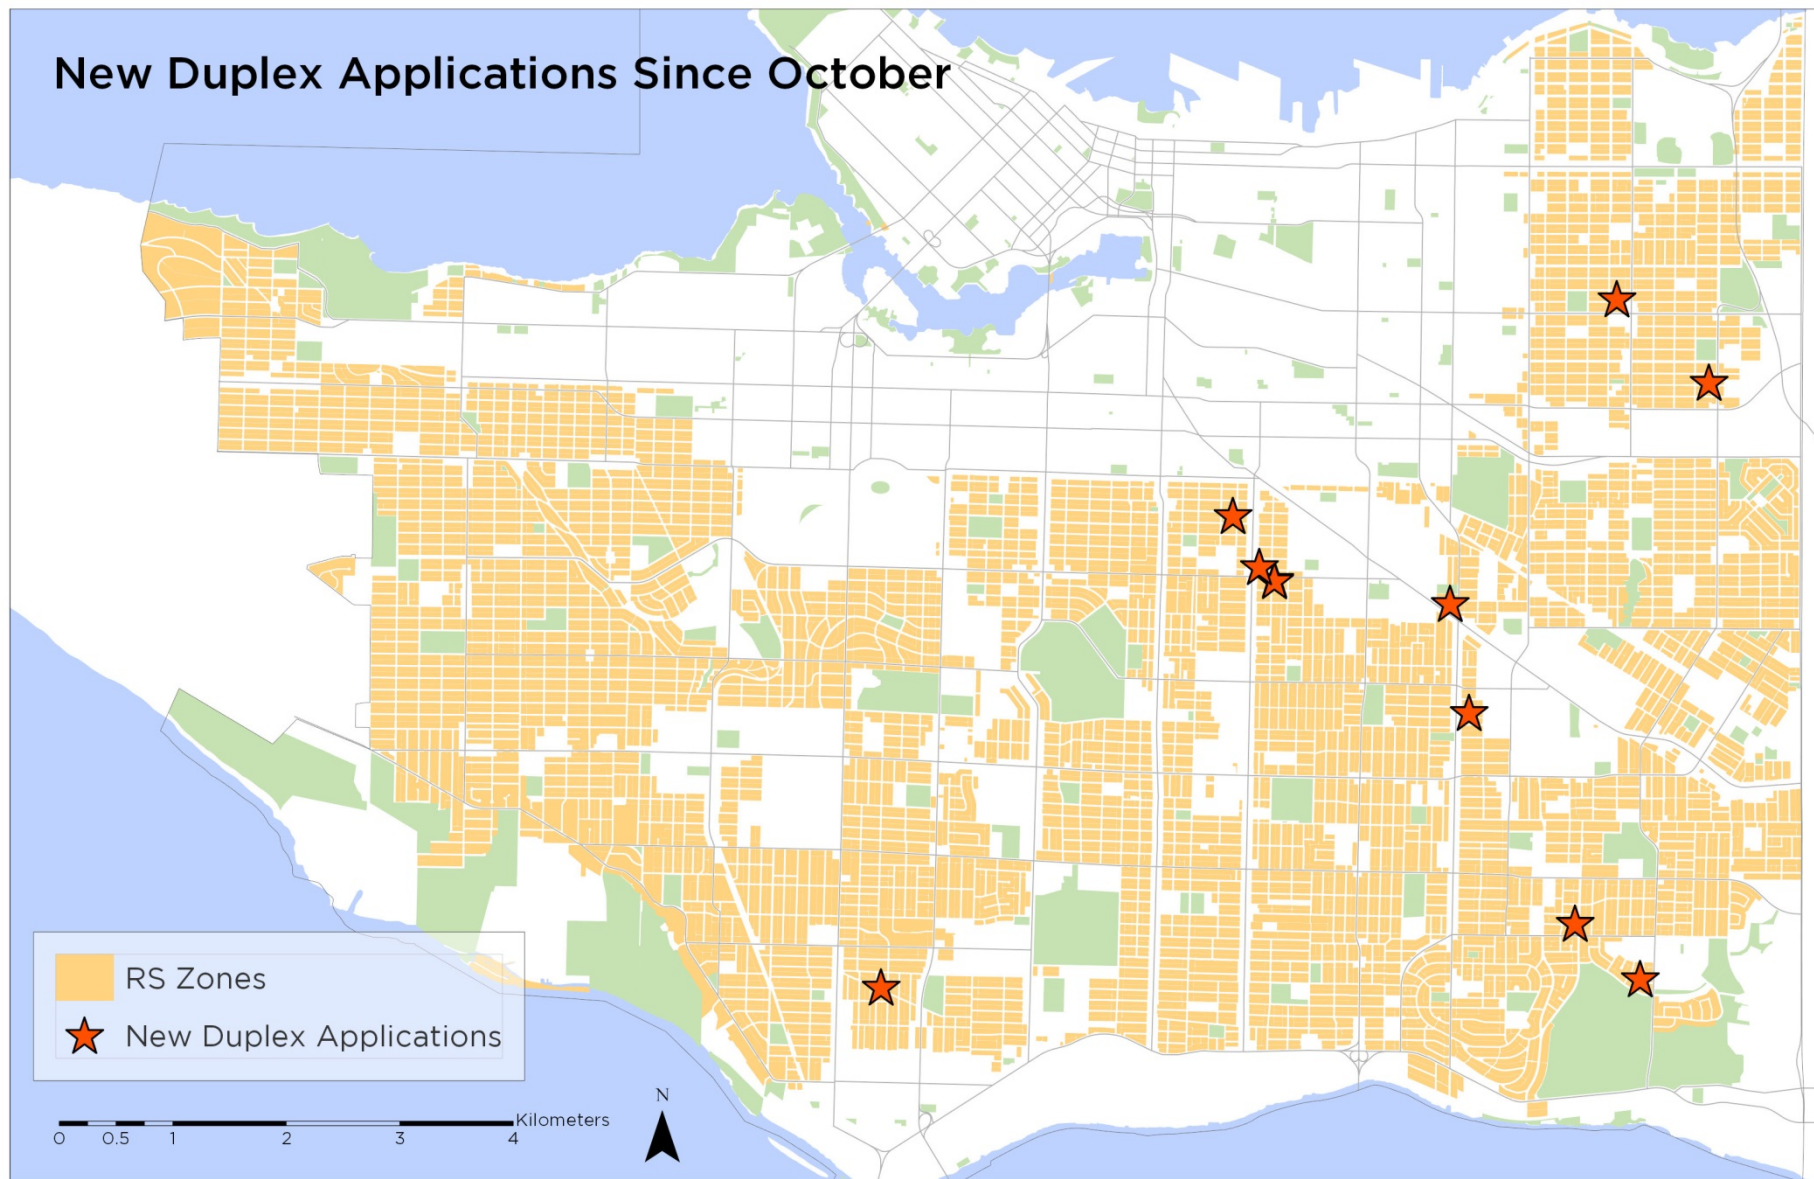 New Duplex Applications Since October
RS Zones
New Duplex Applications
N
Kilometers
0 0.5 1 2 3 4